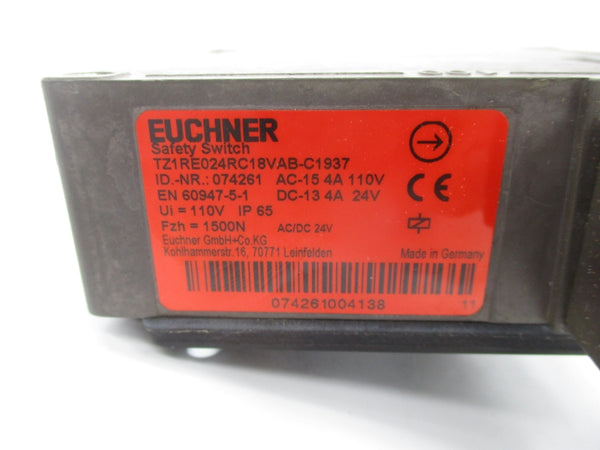 EUCHNER
Safety Switch
TZ1RE024RC18VAB-C1937
ID.-NR.: 074261 AC-15 4A 110V
EN 60947-5-1 DC-13 4A 24V
Ui = 110V IP 65
Fzh = 1500N AC/DC 24V
Euchner GmbH+Co.KG
Kohlhammerstr.16, 70771 Leinfelden
Made in Germany
CE
074261004138 11